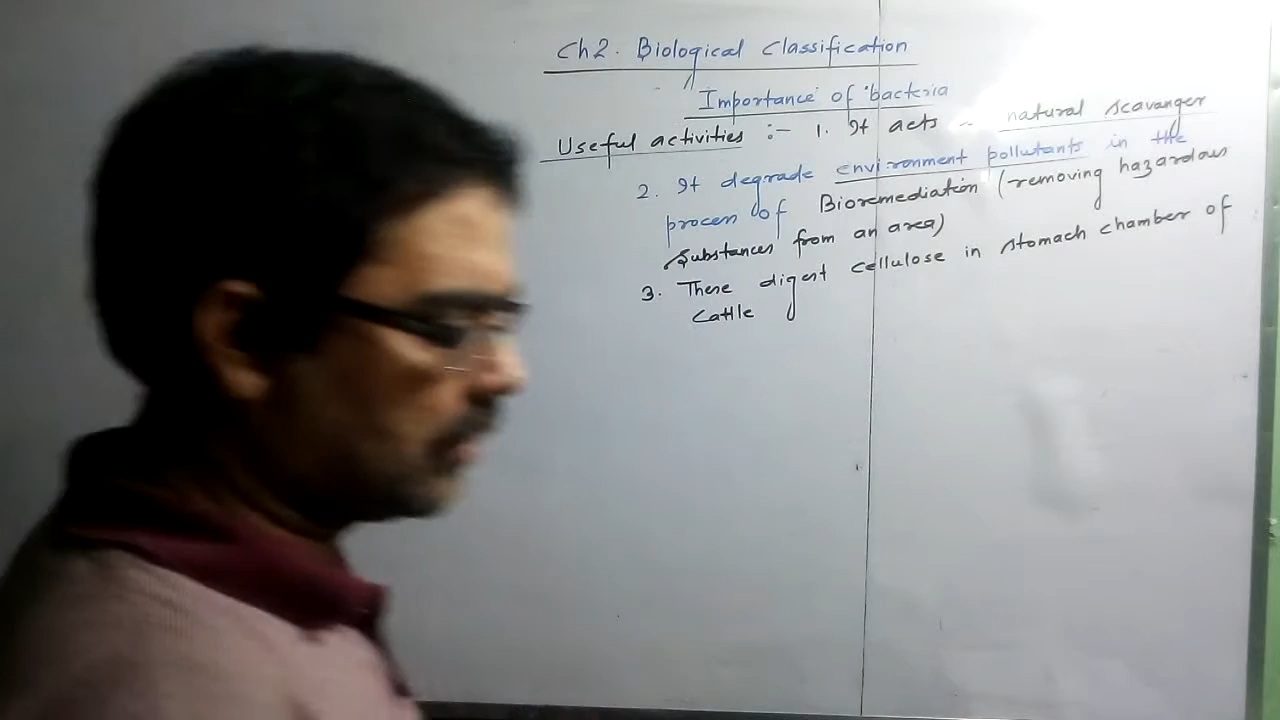 Ch2. Biological Classification
Importance of bacteria
Useful activities :- 1. It acts ~ natural scavanger
2. It degrade environment pollutants in the
process of Bioremediation (removing hazardous
substances from an area)
3. These digest cellulose in stomach chamber of
Cattle